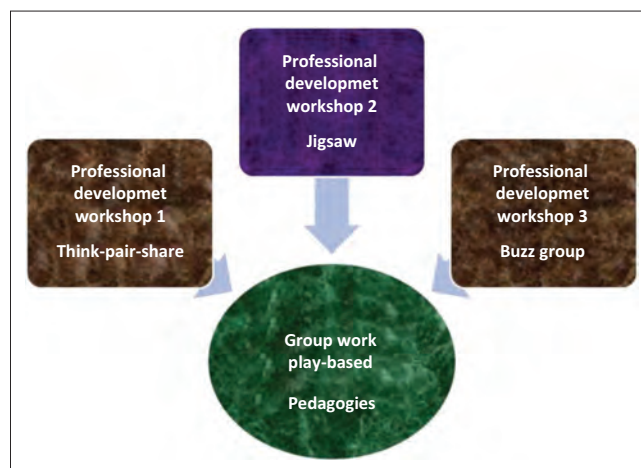 Professional
developmet
workshop 2
Jigsaw
Professional
developmet
workshop 1
Think-pair-share
Professional
developmet
workshop 3
Buzz group
Group work
play-based
Pedagogies